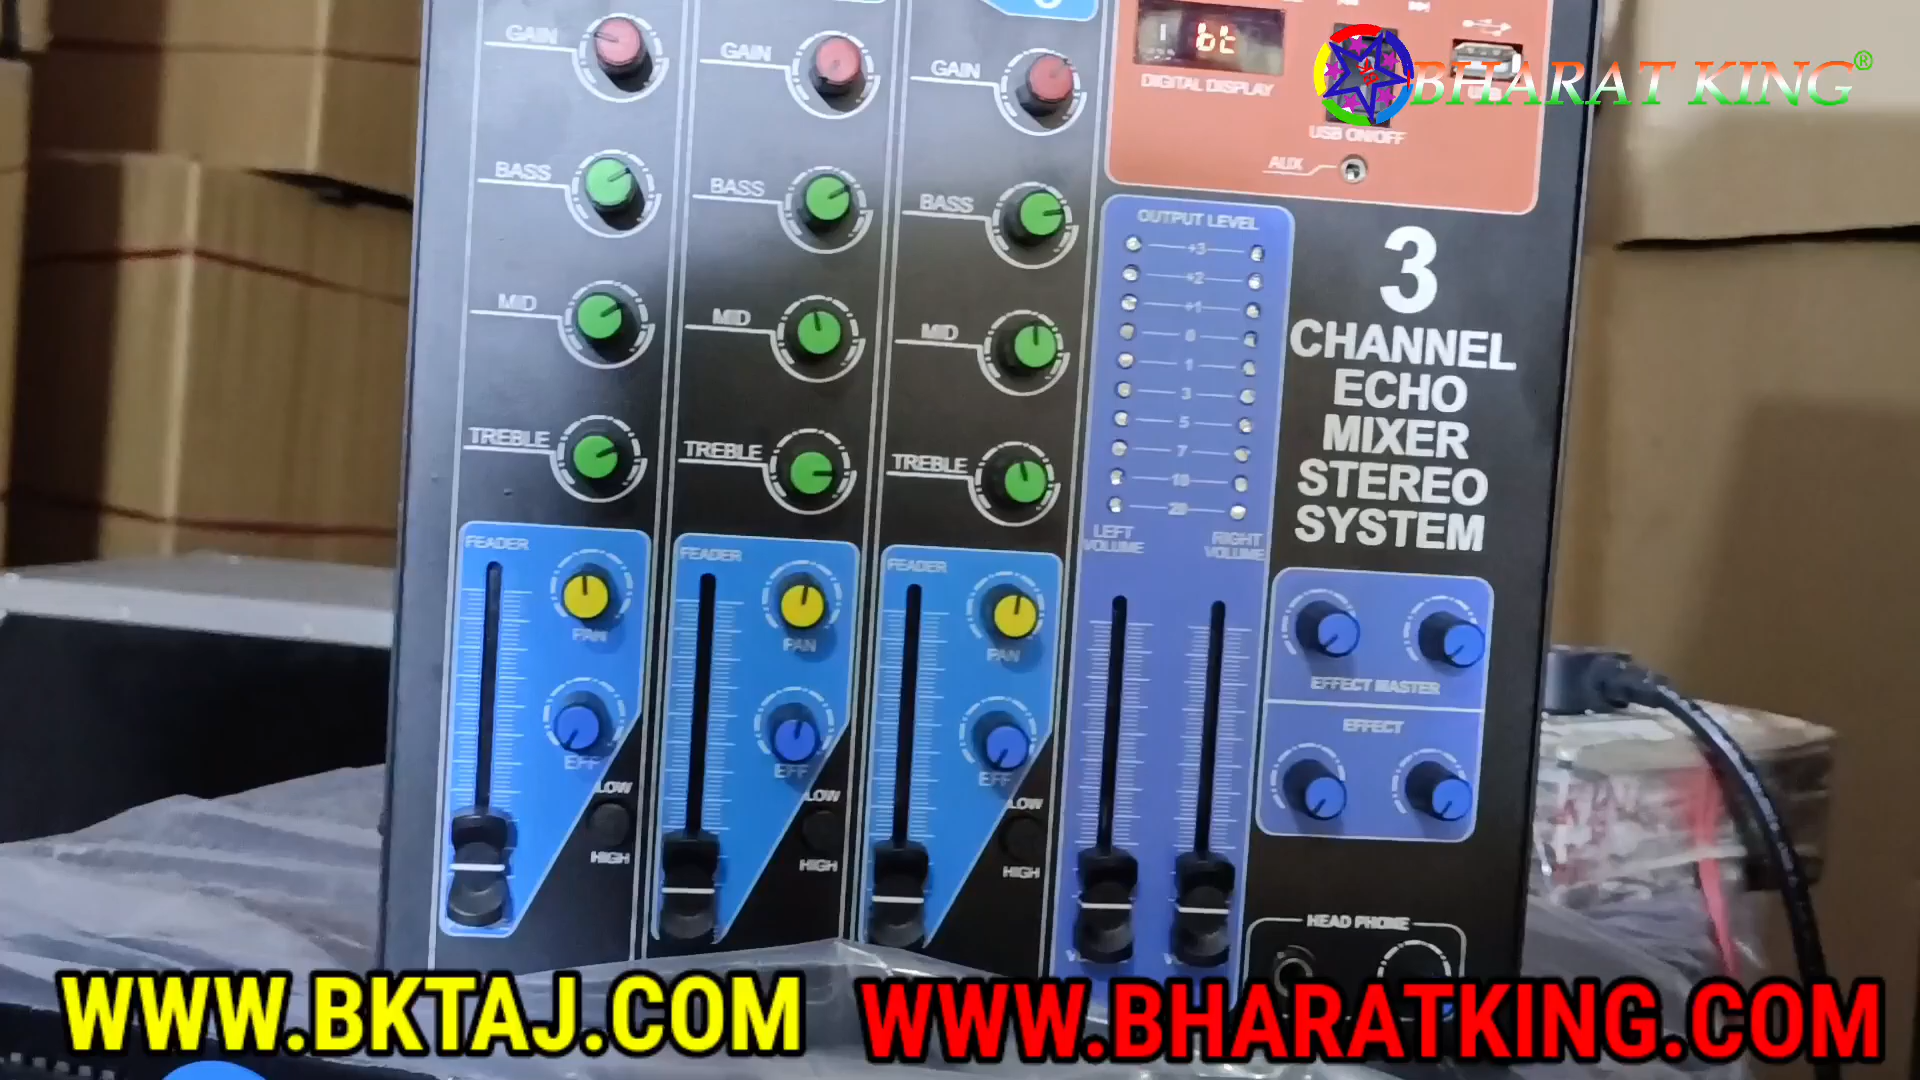 GAIN
GAIN
GAIN
bt
DIGITAL DISPLAY
BHARAT KING®
USB ON/OFF
AUX
BASS
BASS
BASS
OUTPUT LEVEL
+3
+2
+1
0
1
3
5
7
10
20
MID
MID
MID
TREBLE
TREBLE
TREBLE
3
CHANNEL
ECHO
MIXER
STEREO
SYSTEM
LEFT
VOLUME
RIGHT
VOLUME
FEADER
FEADER
FEADER
PAN
PAN
PAN
EFF
EFF
EFF
LOW
LOW
LOW
HIGH
HIGH
HIGH
EFFECT MASTER
EFFECT
HEAD PHONE
WWW.BKTAJ.COM
WWW.BHARATKING.COM